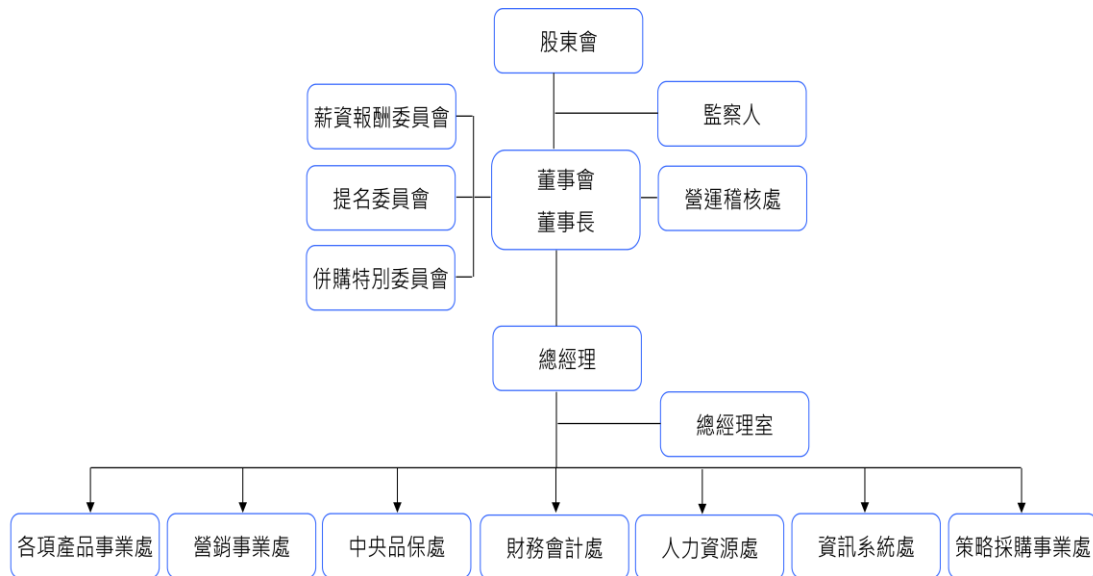 股東會
薪資報酬委員會
監察人
董事會
董事長
提名委員會
營運稽核處
併購特別委員會
總經理
總經理室
各項產品事業處
營銷事業處
中央品保處
財務會計處
人力資源處
資訊系統處
策略採購事業處